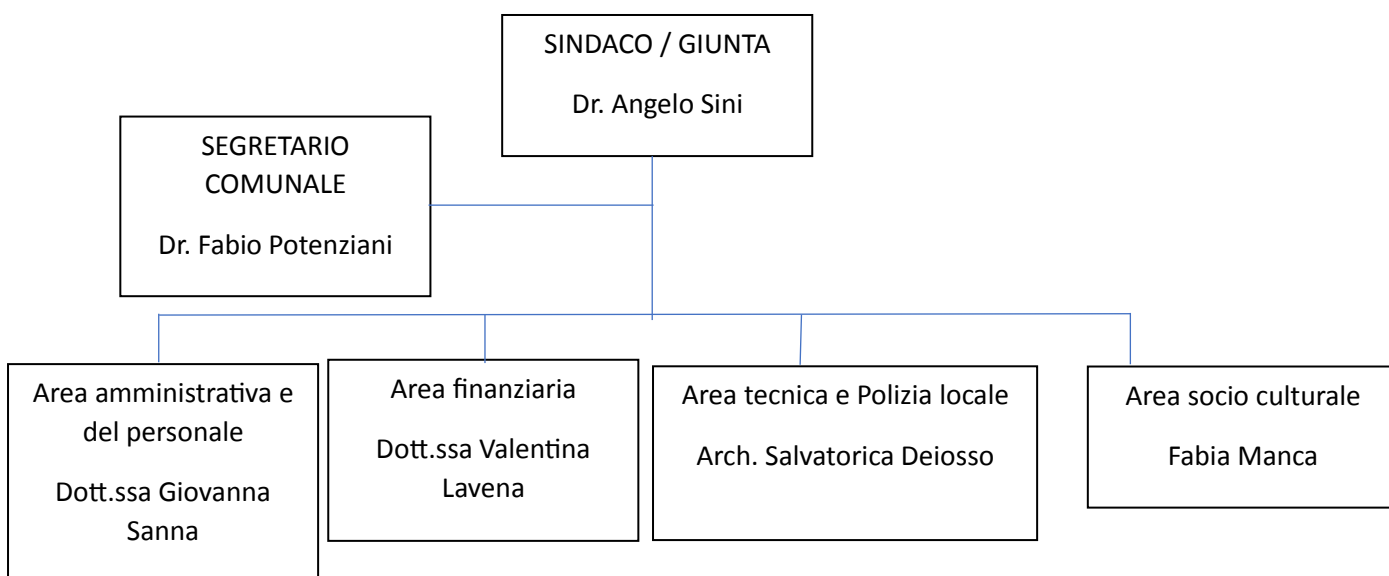 SINDACO / GIUNTA
Dr. Angelo Sini
SEGRETARIO
COMUNALE
Dr. Fabio Potenziani
Area amministrativa e
del personale
Dott.ssa Giovanna
Sanna
Area finanziaria
Dott.ssa Valentina
Lavena
Area tecnica e Polizia locale
Arch. Salvatorica Deiosso
Area socio culturale
Fabia Manca